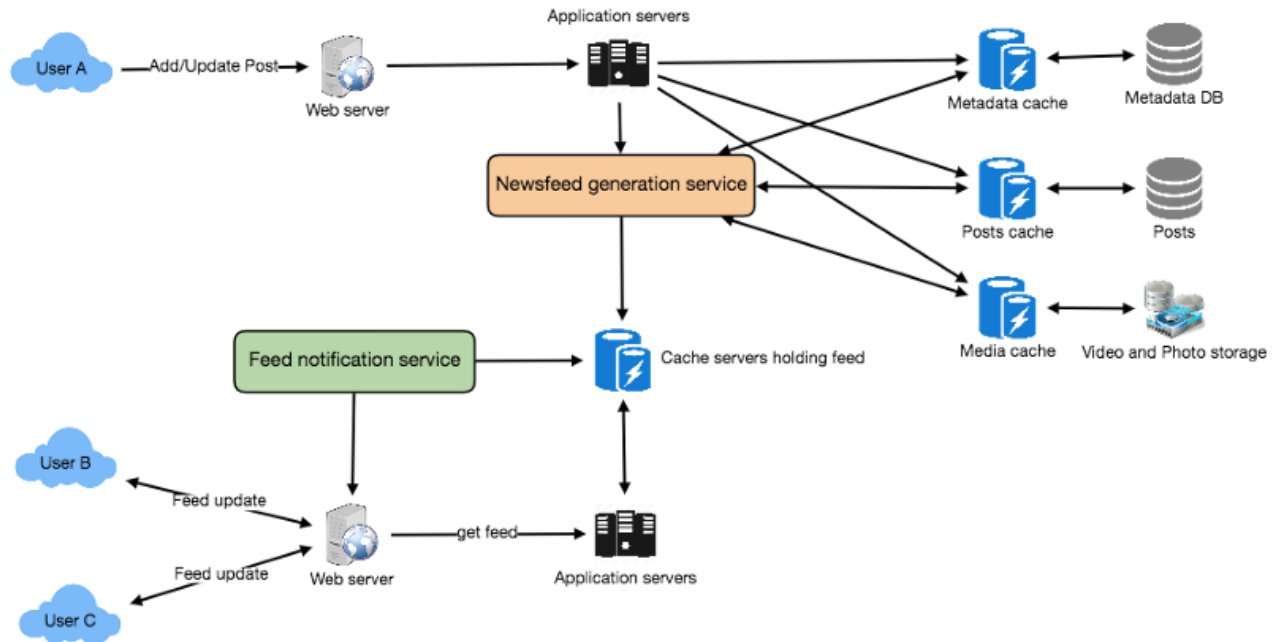 Application servers
User A
Add/Update Post
Web server
Metadata cache
Metadata DB
Newsfeed generation service
Posts cache
Posts
Media cache
Video and Photo storage
Feed notification service
Cache servers holding feed
User B
Feed update
get feed
Feed update
Web server
Application servers
User C